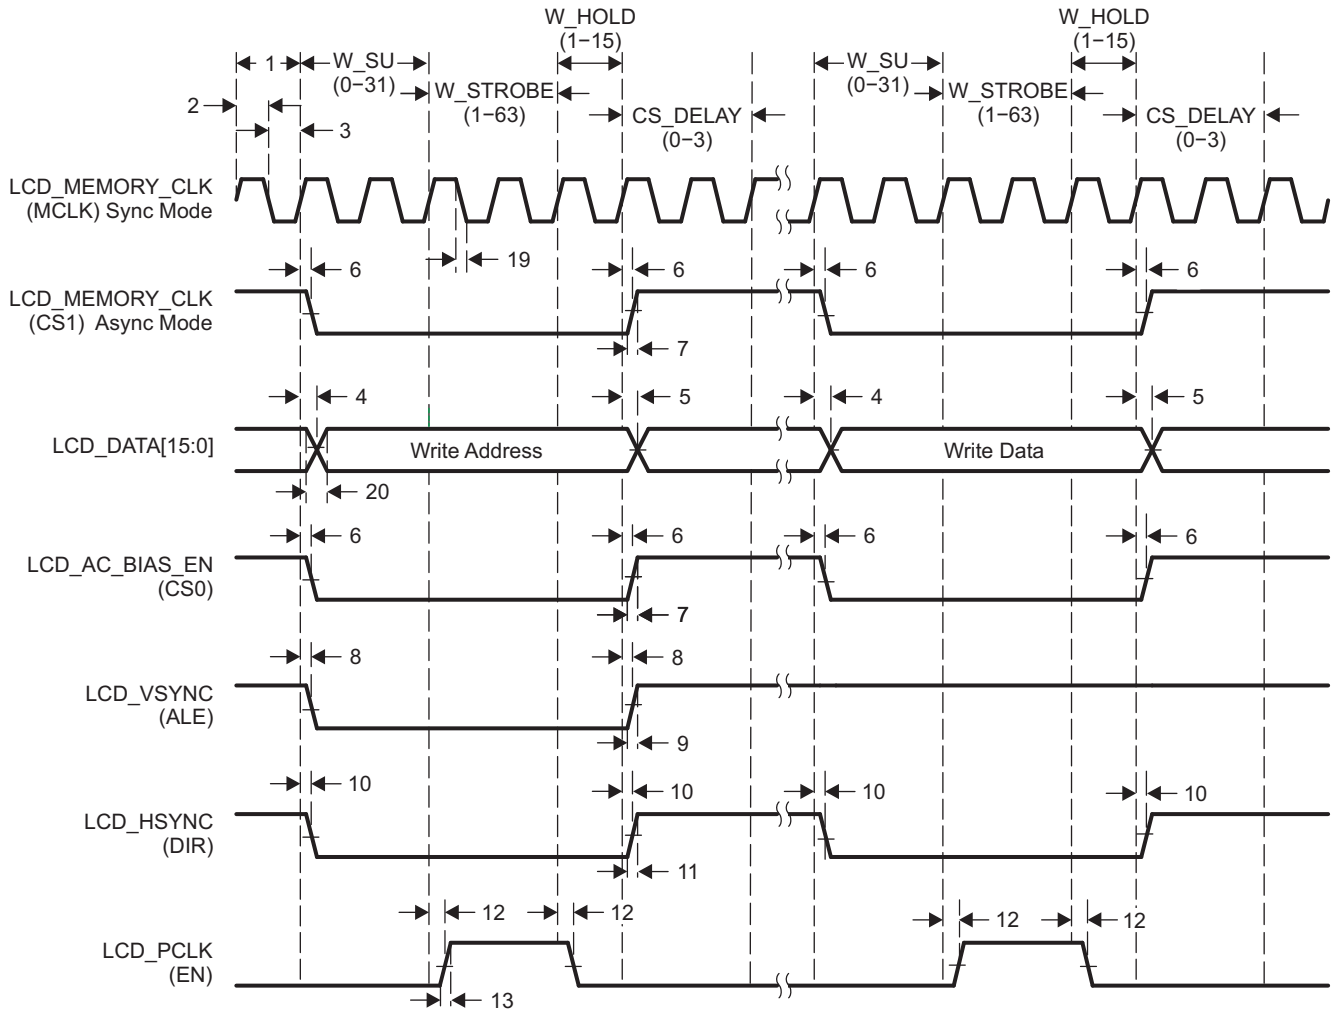 W_HOLD
(1−15)
W_HOLD
(1−15)
1
W_SU
(0−31)
W_SU
(0−31)
2
W_STROBE
(1−63)
W_STROBE
(1−63)
3
CS_DELAY
(0−3)
CS_DELAY
(0−3)
LCD_MEMORY_CLK
(MCLK) Sync Mode
19
6
6
6
6
LCD_MEMORY_CLK
(CS1) Async Mode
7
4
5
4
5
LCD_DATA[15:0]
Write Address
Write Data
20
6
6
6
6
LCD_AC_BIAS_EN
(CS0)
7
8
8
LCD_VSYNC
(ALE)
9
10
10
10
10
LCD_HSYNC
(DIR)
11
12
12
12
12
LCD_PCLK
(EN)
13